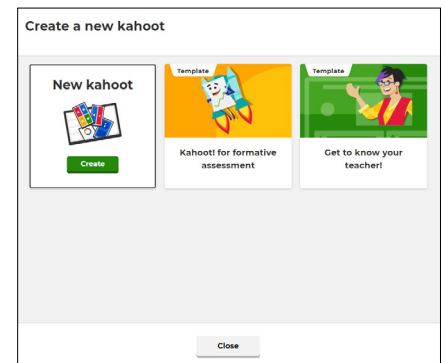 Create a new kahoot
New kahoot
Create
Template
Kahoot! for formative
assessment
Template
Get to know your
teacher!
Close